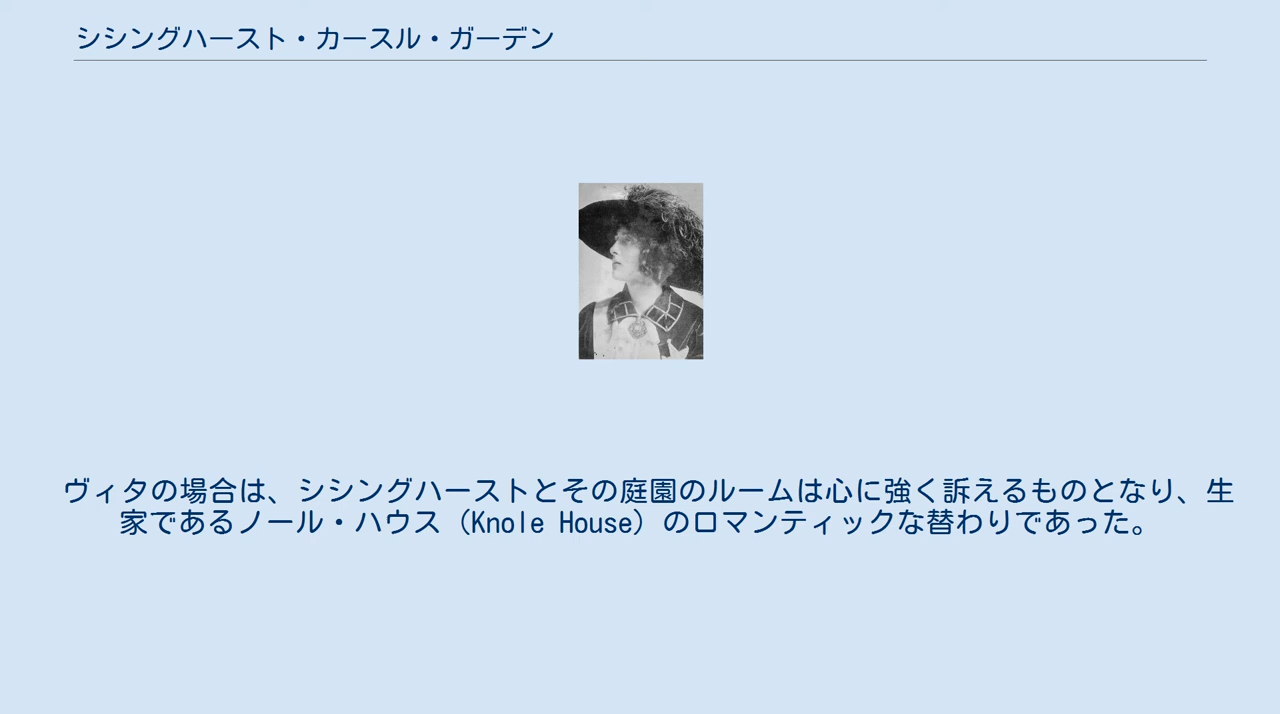 シシングハースト・カースル・ガーデン
ヴィタの場合は、シシングハーストとその庭園のルームは心に強く訴えるものとなり、生
家であるノール・ハウス（Knole House）のロマンティックな替わりであった。